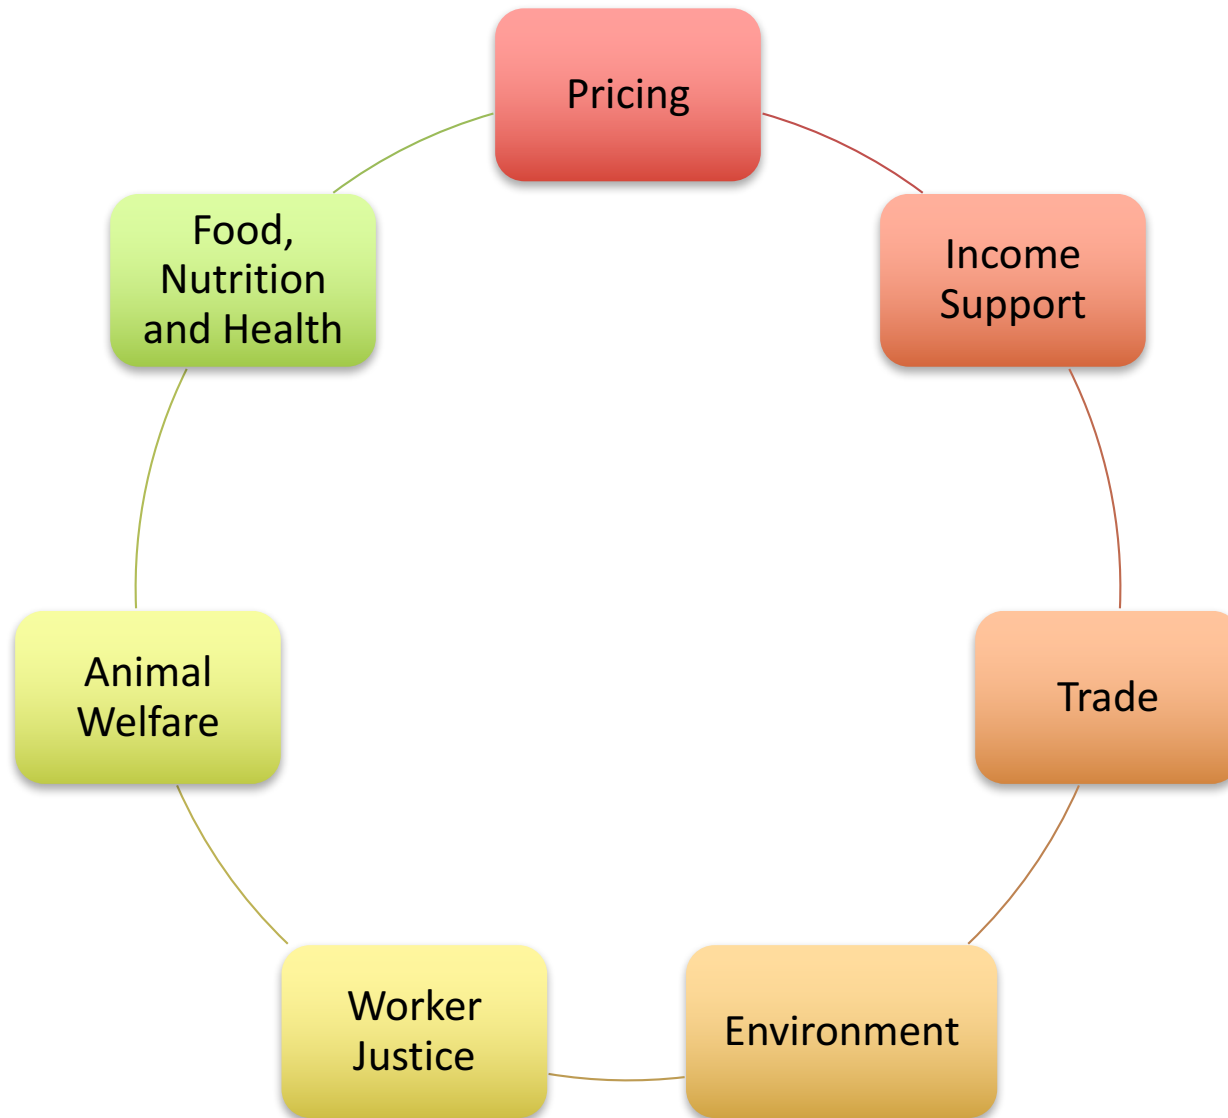 Pricing
Income
Support
Trade
Environment
Worker
Justice
Animal
Welfare
Food,
Nutrition
and Health